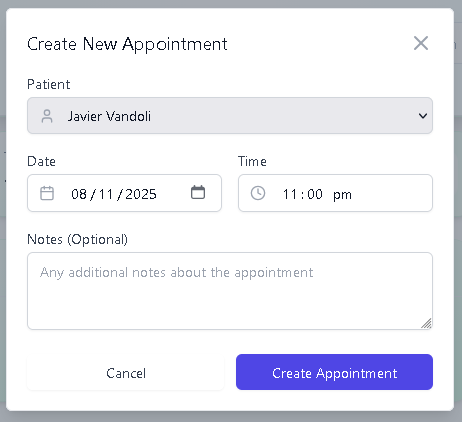 Create New Appointment
Patient
Javier Vandoli
Date Time
08/11/2025 11:00 pm
Notes (Optional)
Any additional notes about the appointment
Cancel Create Appointment